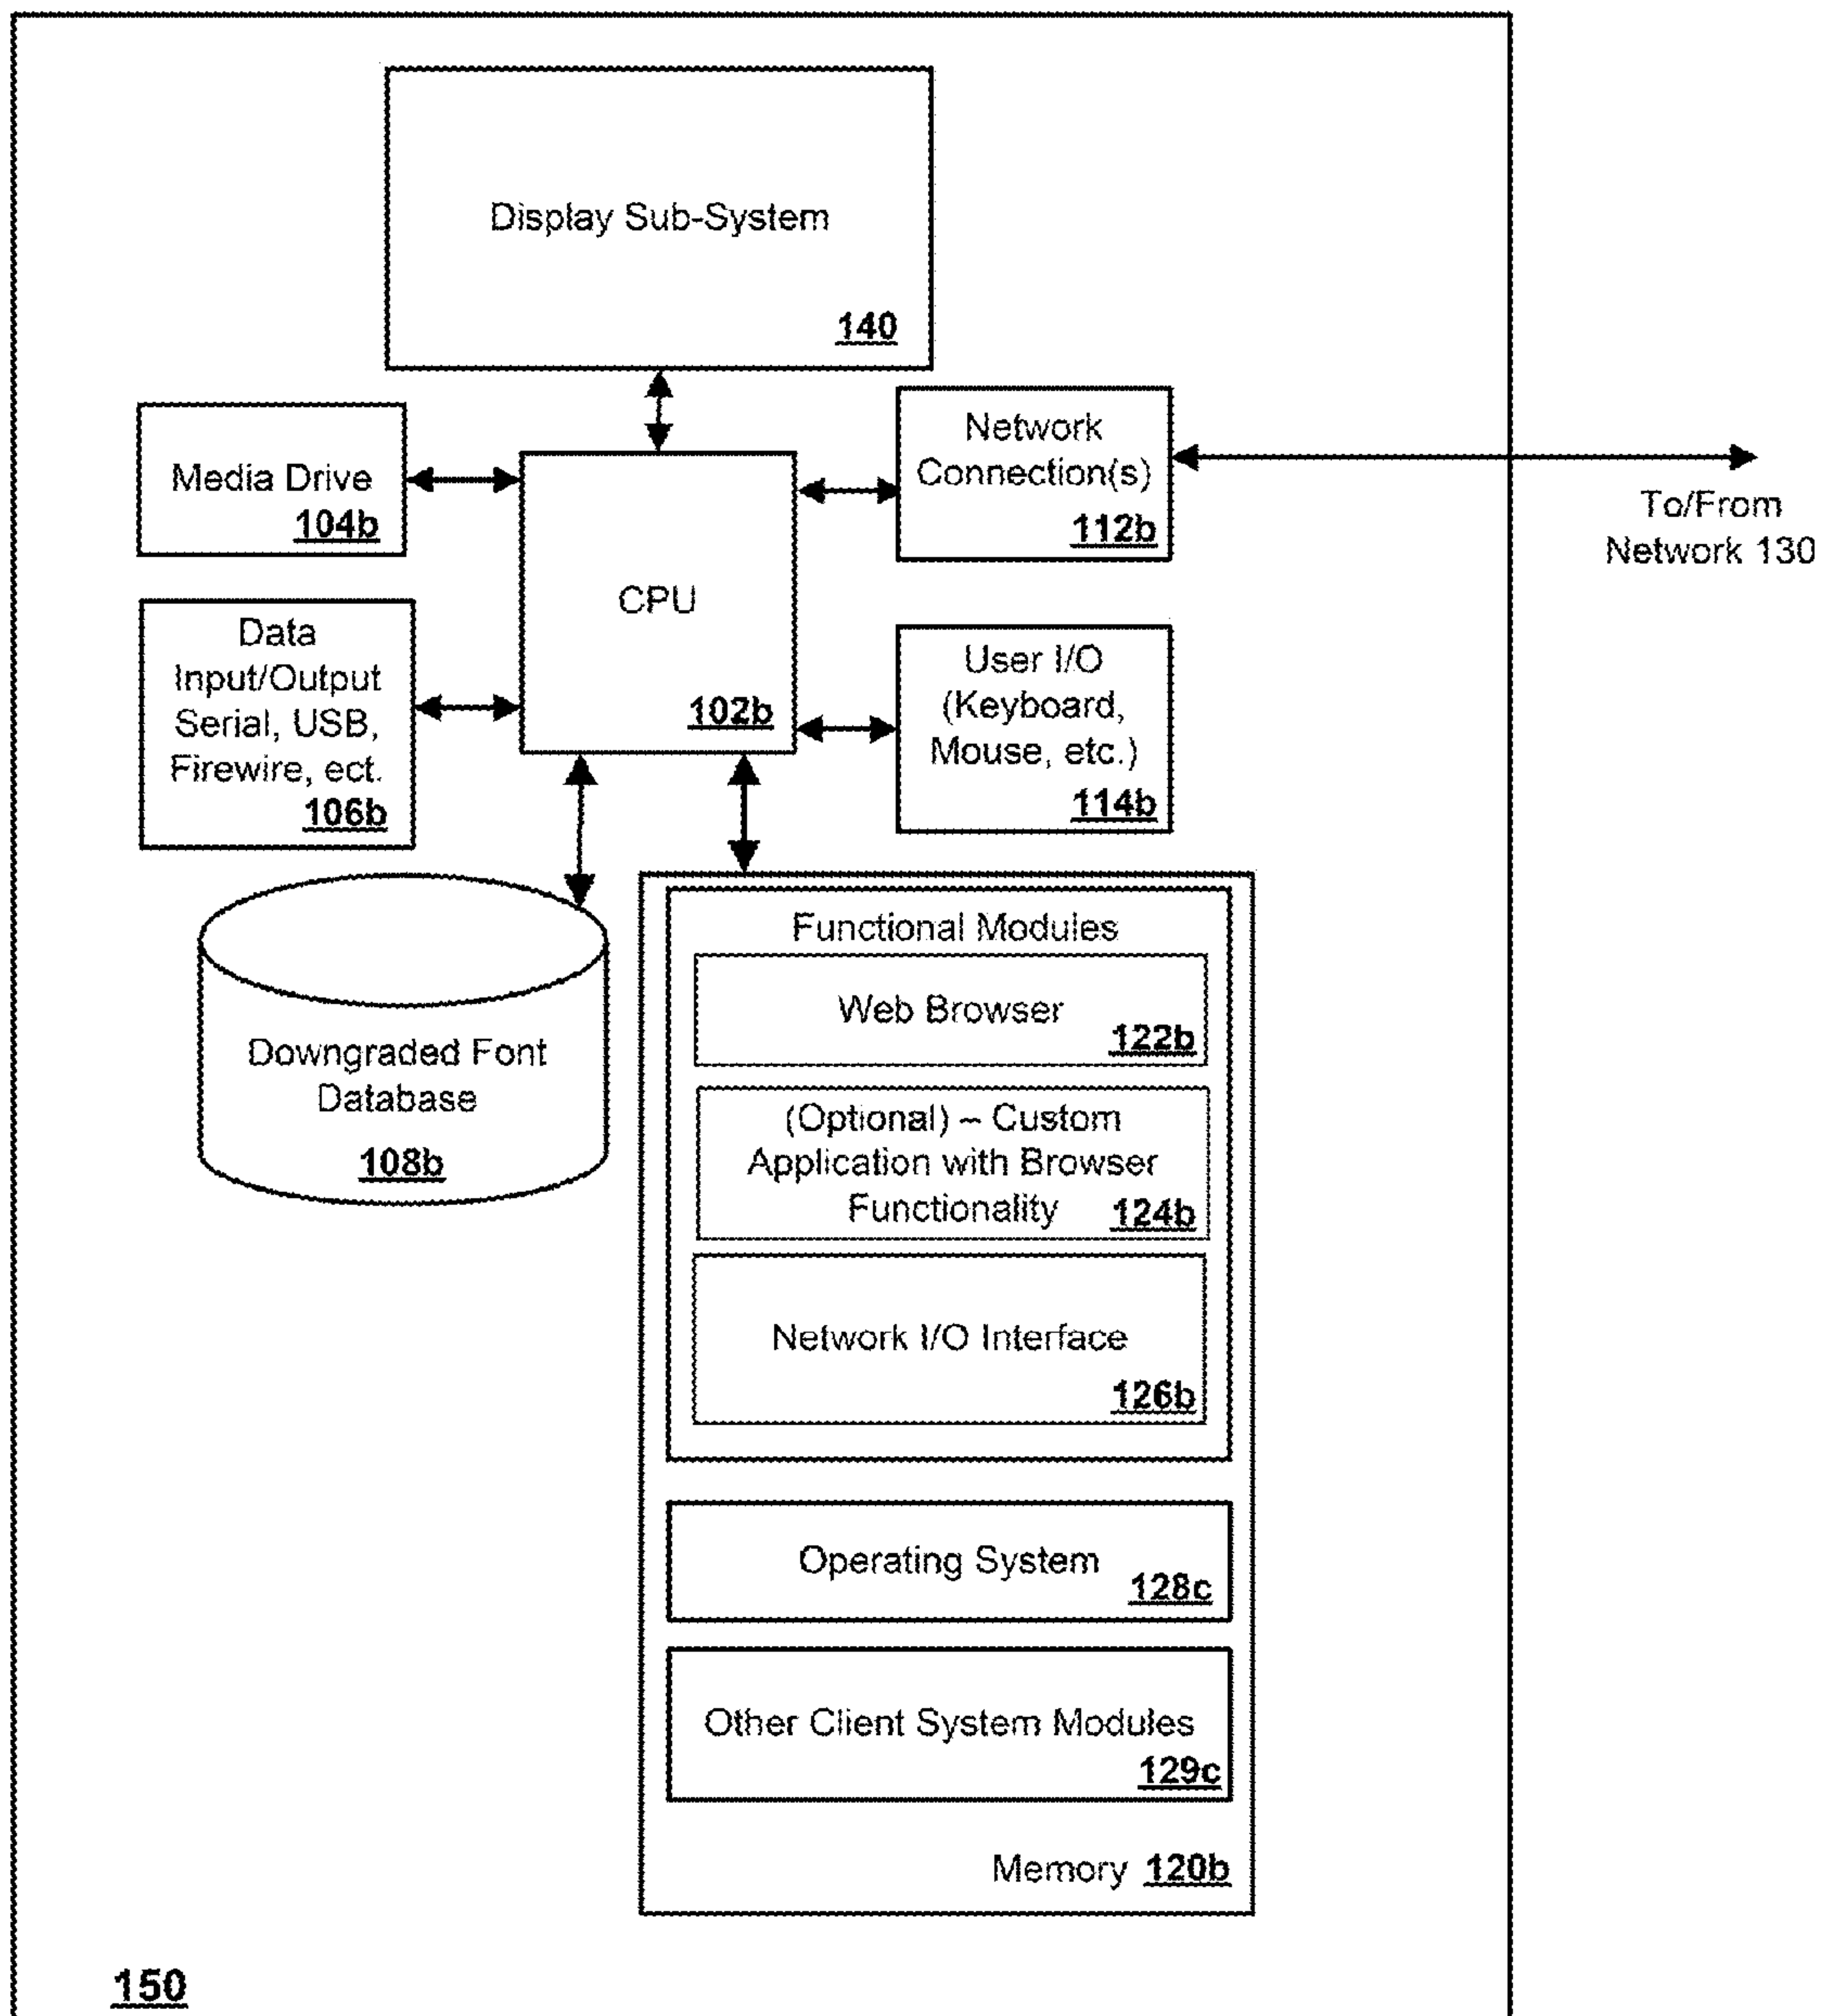 Display Sub-System
140
Media Drive
104b
Network
Connection(s)
112b
To/From
Network 130
CPU
102b
Data
Input/Output
Serial, USB,
Firewire, ect.
106b
User I/O
(Keyboard,
Mouse, etc.)
114b
Downgraded Font
Database
108b
Functional Modules
Web Browser
122b
(Optional) – Custom
Application with Browser
Functionality 124b
Network I/O Interface
126b
Operating System
128c
Other Client System Modules
129c
Memory 120b
150